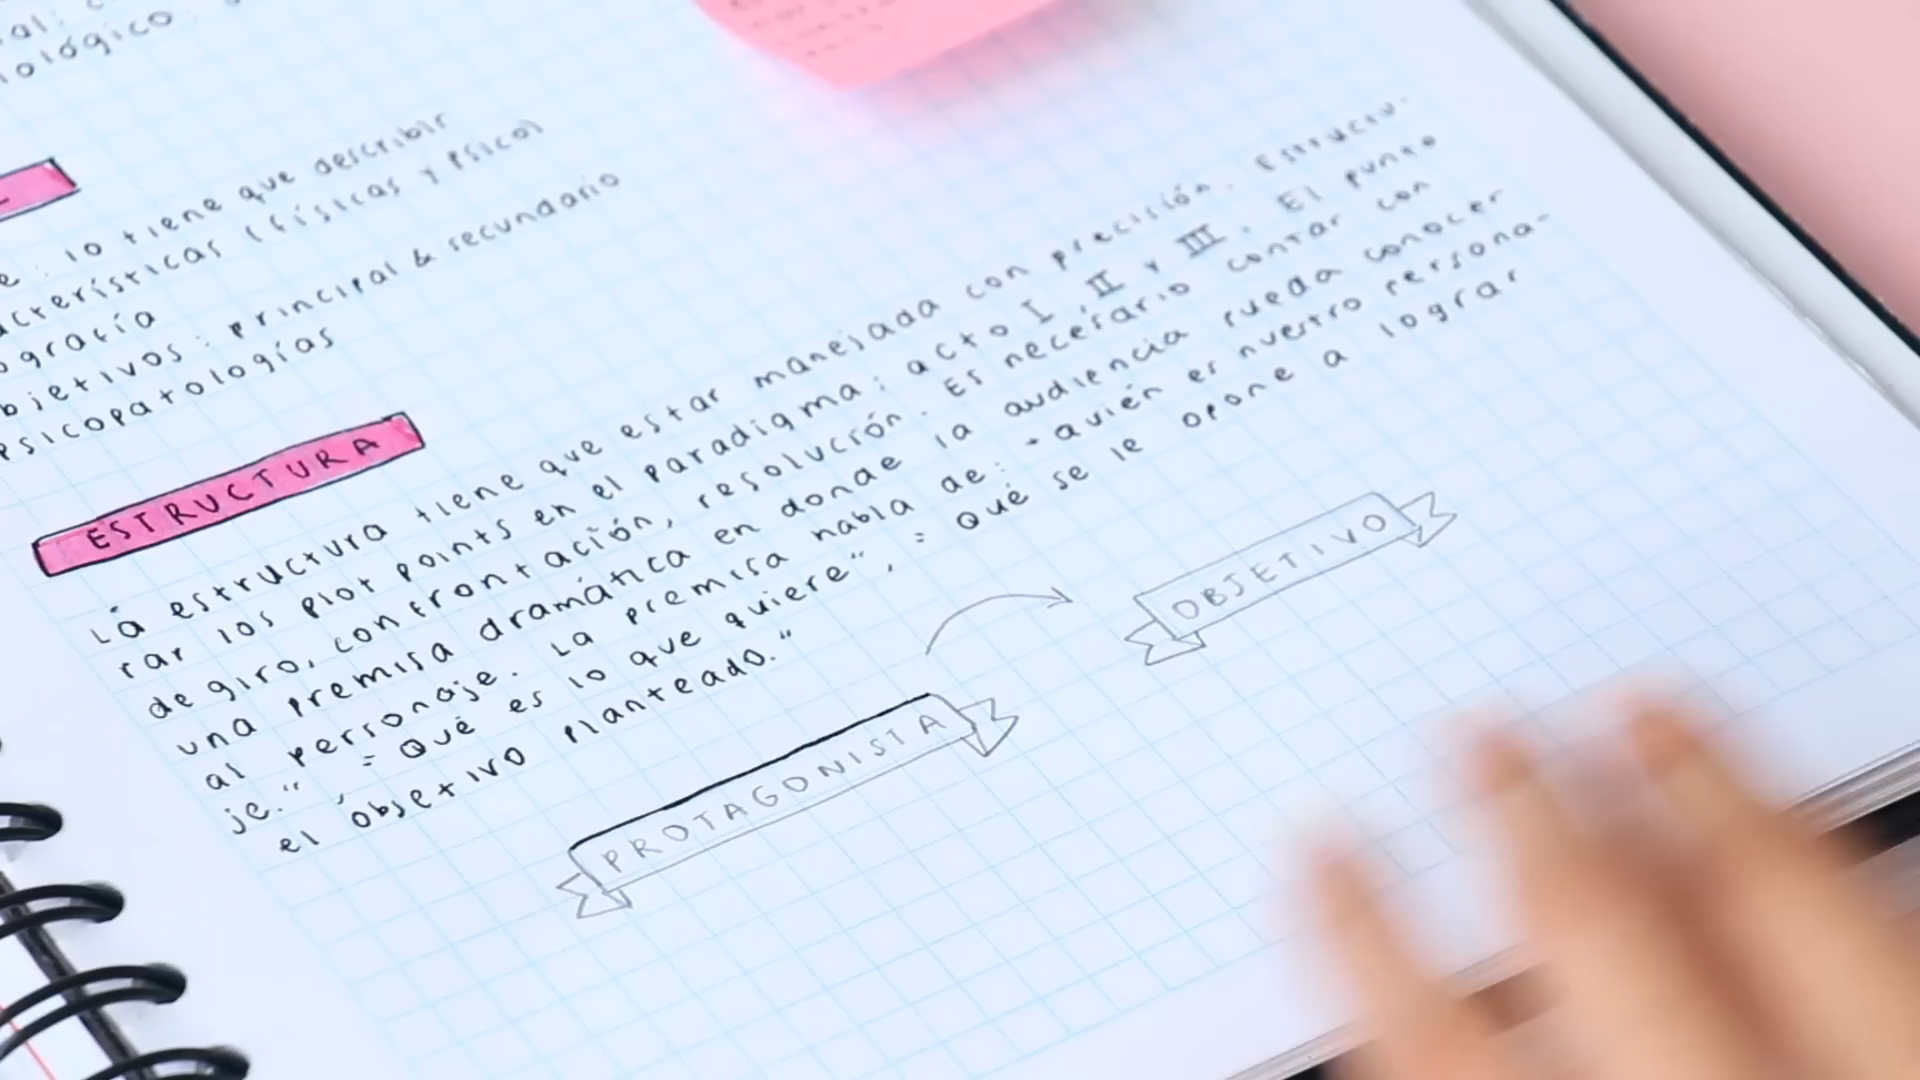 iológico
: lo tiene que describir
acterísticas (físicas y psico)
ografía
bjetivos: principal & secundario
psicopatologías
ESTRUCTURA
La estructura tiene que estar manejada con precisión. Estructu-
rar los plot points en el paradigma: acto I, II y III. El punto
de giro, confrontación, resolución. Es necesario contar con
una premisa dramática en donde la audiencia pueda conocer
al personaje. La premisa habla de: -quién es nuestro persona-
je." = Qué es lo que quiere", = Qué se le opone a lograr
el objetivo planteado."
PROTAGONISTA
OBJETIVO